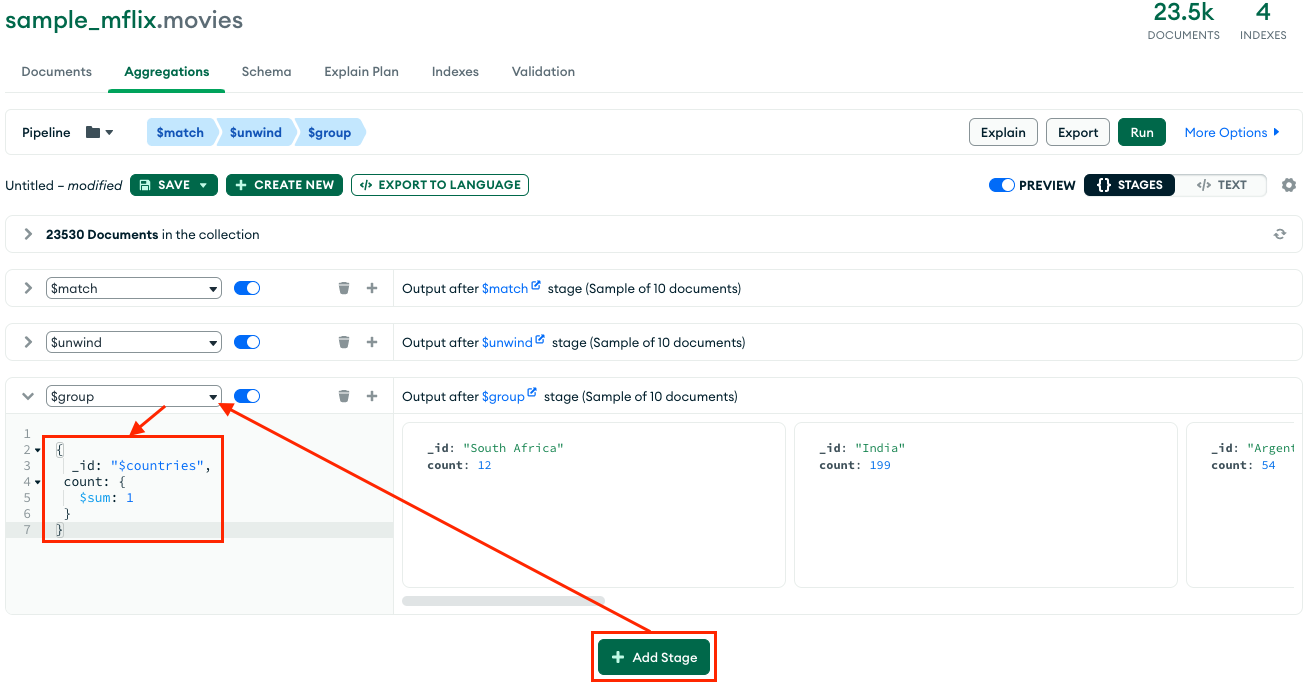 sample_mflix.movies
23.5k 4
DOCUMENTS INDEXES
Documents Aggregations Schema Explain Plan Indexes Validation
Pipeline $match $unwind $group Explain Export Run More Options
Untitled – modified SAVE CREATE NEW </> EXPORT TO LANGUAGE PREVIEW {} STAGES </> TEXT
23530 Documents in the collection
$match Output after $match stage (Sample of 10 documents)
$unwind Output after $unwind stage (Sample of 10 documents)
$group Output after $group stage (Sample of 10 documents)
1
2 {
3 _id: "$countries",
4 count: {
5 $sum: 1
6 }
7 }
_id: "South Africa"
count: 12
_id: "India"
count: 199
_id: "Argent
count: 54
+ Add Stage